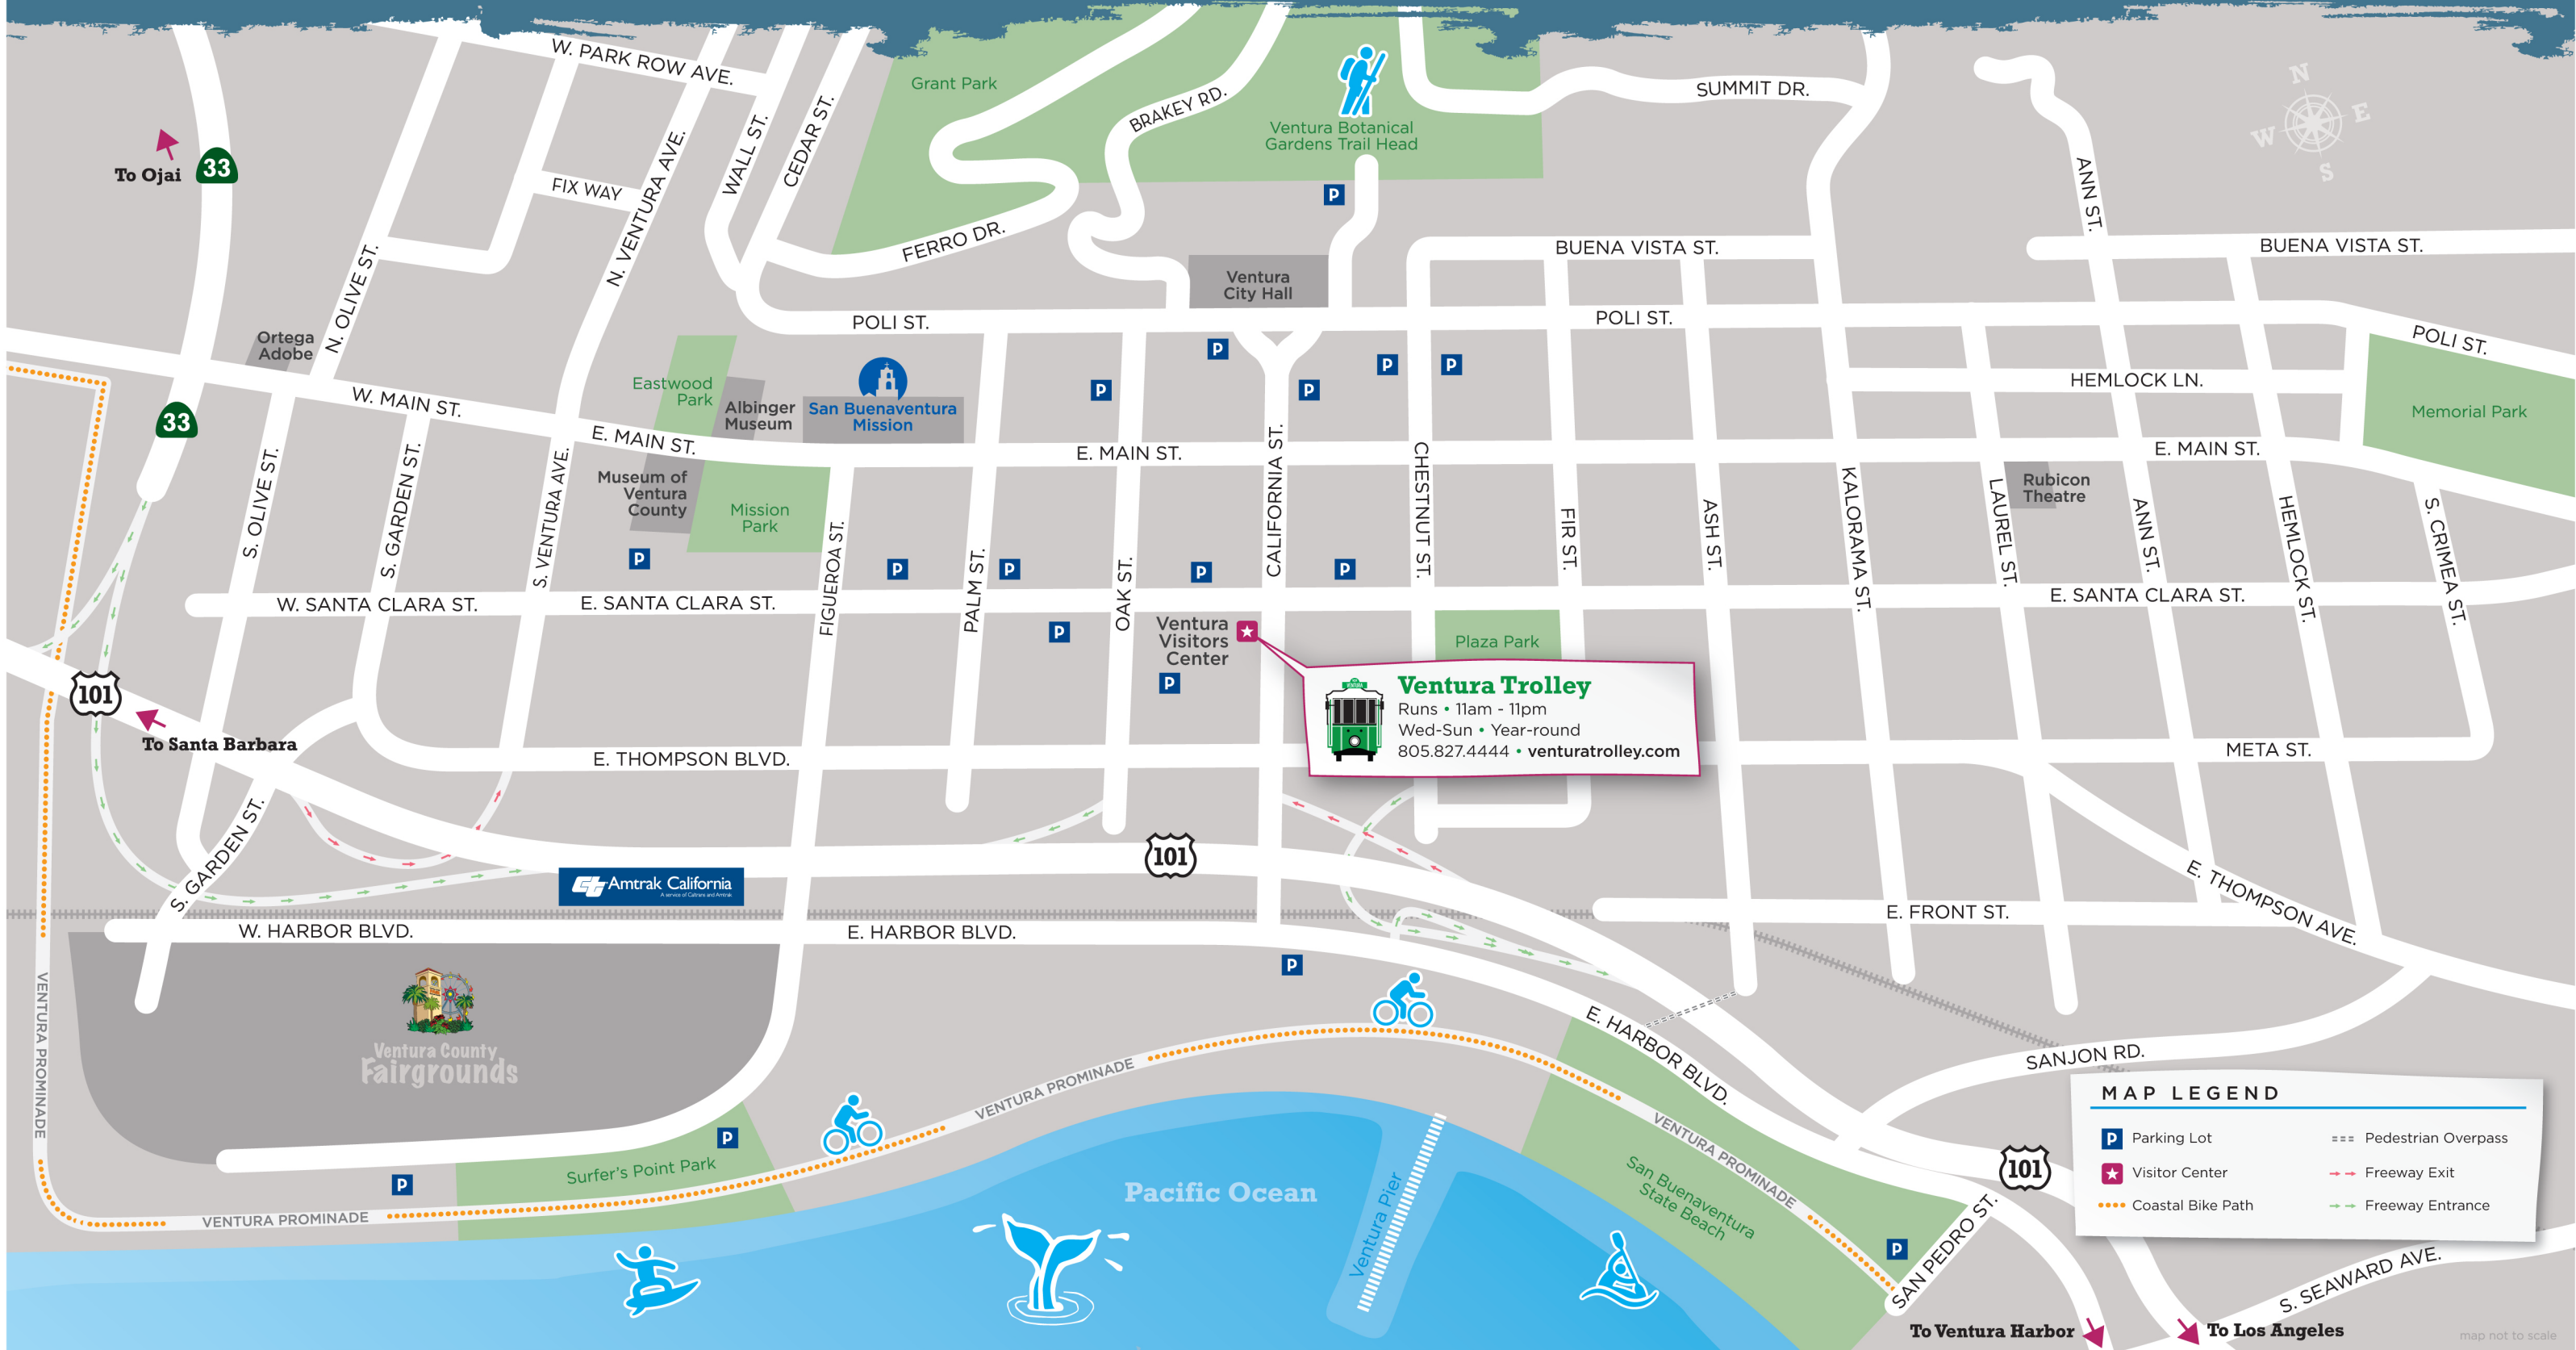 W. PARK ROW AVE.
Grant Park
BRAKEY RD.
Ventura Botanical
Gardens Trail Head
SUMMIT DR.
N
W
E
S
To Ojai
33
FIX WAY
N. VENTURA AVE.
WALL ST.
CEDAR ST.
P
ANN ST.
FERRO DR.
N. OLIVE ST.
BUENA VISTA ST.
BUENA VISTA ST.
Ventura
City Hall
POLI ST.
POLI ST.
POLI ST.
Ortega
Adobe
P
P
P
P
P
Eastwood
Park
Albinger
Museum
San Buenaventura
Mission
HEMLOCK LN.
Memorial Park
33
W. MAIN ST.
E. MAIN ST.
E. MAIN ST.
E. MAIN ST.
Museum of
Ventura
County
Mission
Park
Rubicon
Theatre
S. OLIVE ST.
S. GARDEN ST.
S. VENTURA AVE.
FIGUEROA ST.
PALM ST.
OAK ST.
CALIFORNIA ST.
CHESTNUT ST.
FIR ST.
ASH ST.
KALORAMA ST.
LAUREL ST.
ANN ST.
HEMLOCK ST.
S. CRIMEA ST.
P
P
P
P
P
W. SANTA CLARA ST.
E. SANTA CLARA ST.
E. SANTA CLARA ST.
P
Ventura
Visitors
Center
P
Plaza Park
Ventura Trolley
Runs • 11am - 11pm
Wed-Sun • Year-round
805.827.4444 • venturatrolley.com
VENTURA
101
To Santa Barbara
E. THOMPSON BLVD.
META ST.
S. GARDEN ST.
101
Amtrak California
A service of Caltrans and Amtrak
E. THOMPSON AVE.
E. FRONT ST.
W. HARBOR BLVD.
E. HARBOR BLVD.
P
E. HARBOR BLVD.
VENTURA PROMINADE
Ventura County
Fairgrounds
SANJON RD.
VENTURA PROMINADE
VENTURA PROMINADE
P
Surfer's Point Park
P
VENTURA PROMINADE
Pacific Ocean
Ventura Pier
San Buenaventura
State Beach
P
SAN PEDRO ST.
101
MAP LEGEND
P Parking Lot
Pedestrian Overpass
Visitor Center
Freeway Exit
Coastal Bike Path
Freeway Entrance
S. SEAWARD AVE.
To Ventura Harbor
To Los Angeles
map not to scale